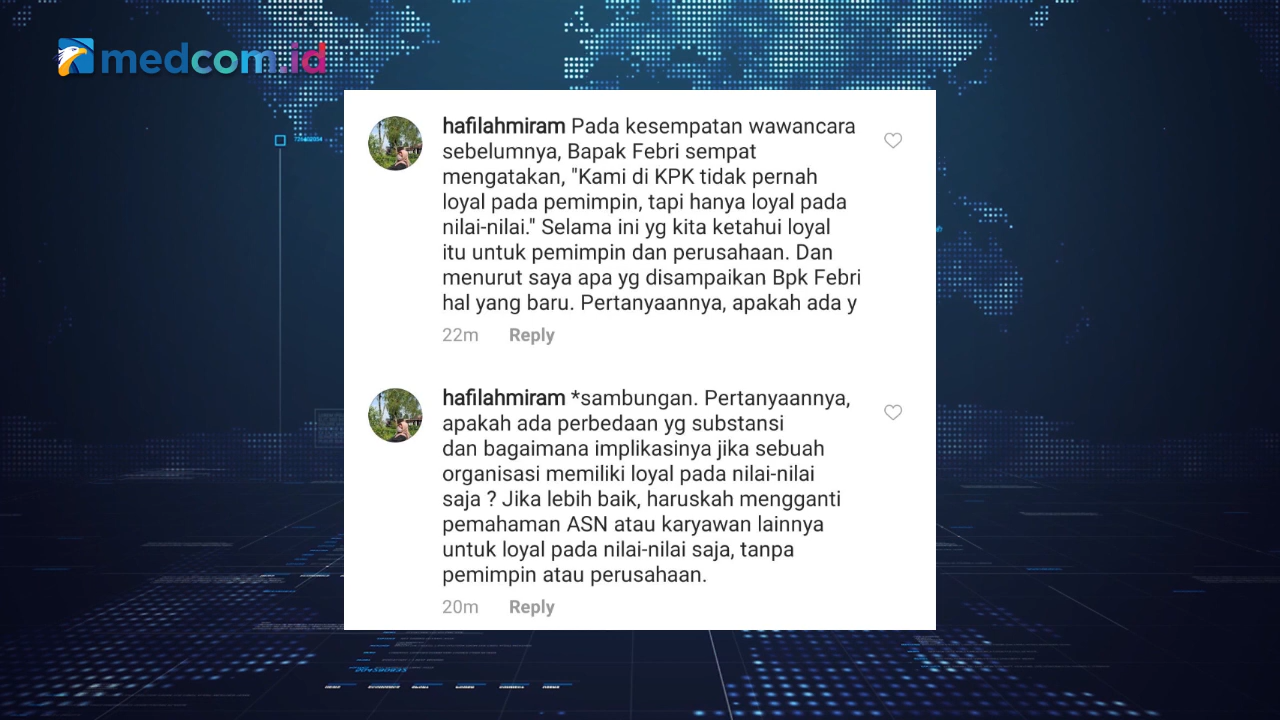 medcom.id
hafilahmiram Pada kesempatan wawancara
sebelumnya, Bapak Febri sempat
mengatakan, "Kami di KPK tidak pernah
loyal pada pemimpin, tapi hanya loyal pada
nilai-nilai." Selama ini yg kita ketahui loyal
itu untuk pemimpin dan perusahaan. Dan
menurut saya apa yg disampaikan Bpk Febri
hal yang baru. Pertanyaannya, apakah ada y
22m Reply
hafilahmiram *sambungan. Pertanyaannya,
apakah ada perbedaan yg substansi
dan bagaimana implikasinya jika sebuah
organisasi memiliki loyal pada nilai-nilai
saja ? Jika lebih baik, haruskah mengganti
pemahaman ASN atau karyawan lainnya
untuk loyal pada nilai-nilai saja, tanpa
pemimpin atau perusahaan.
20m Reply